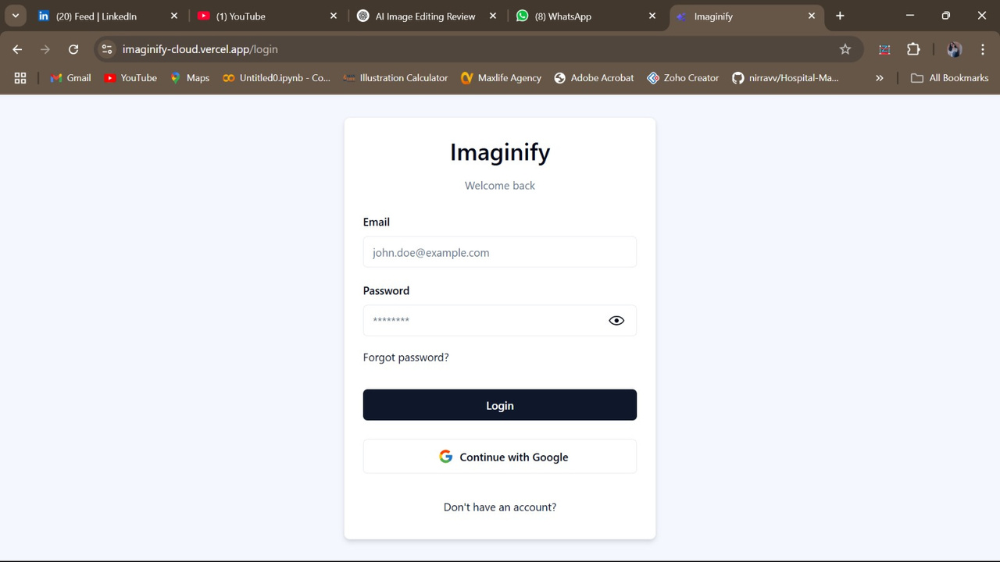 (20) Feed | LinkedIn
(1) YouTube
AI Image Editing Review
(8) WhatsApp
Imaginify
imaginify-cloud.vercel.app/login
Gmail
YouTube
Maps
Untitled0.ipynb - Co...
Illustration Calculator
Maxlife Agency
Adobe Acrobat
Zoho Creator
nirravv/Hospital-Ma...
All Bookmarks
Imaginify
Welcome back
Email
john.doe@example.com
Password
********
Forgot password?
Login
Continue with Google
Don't have an account?